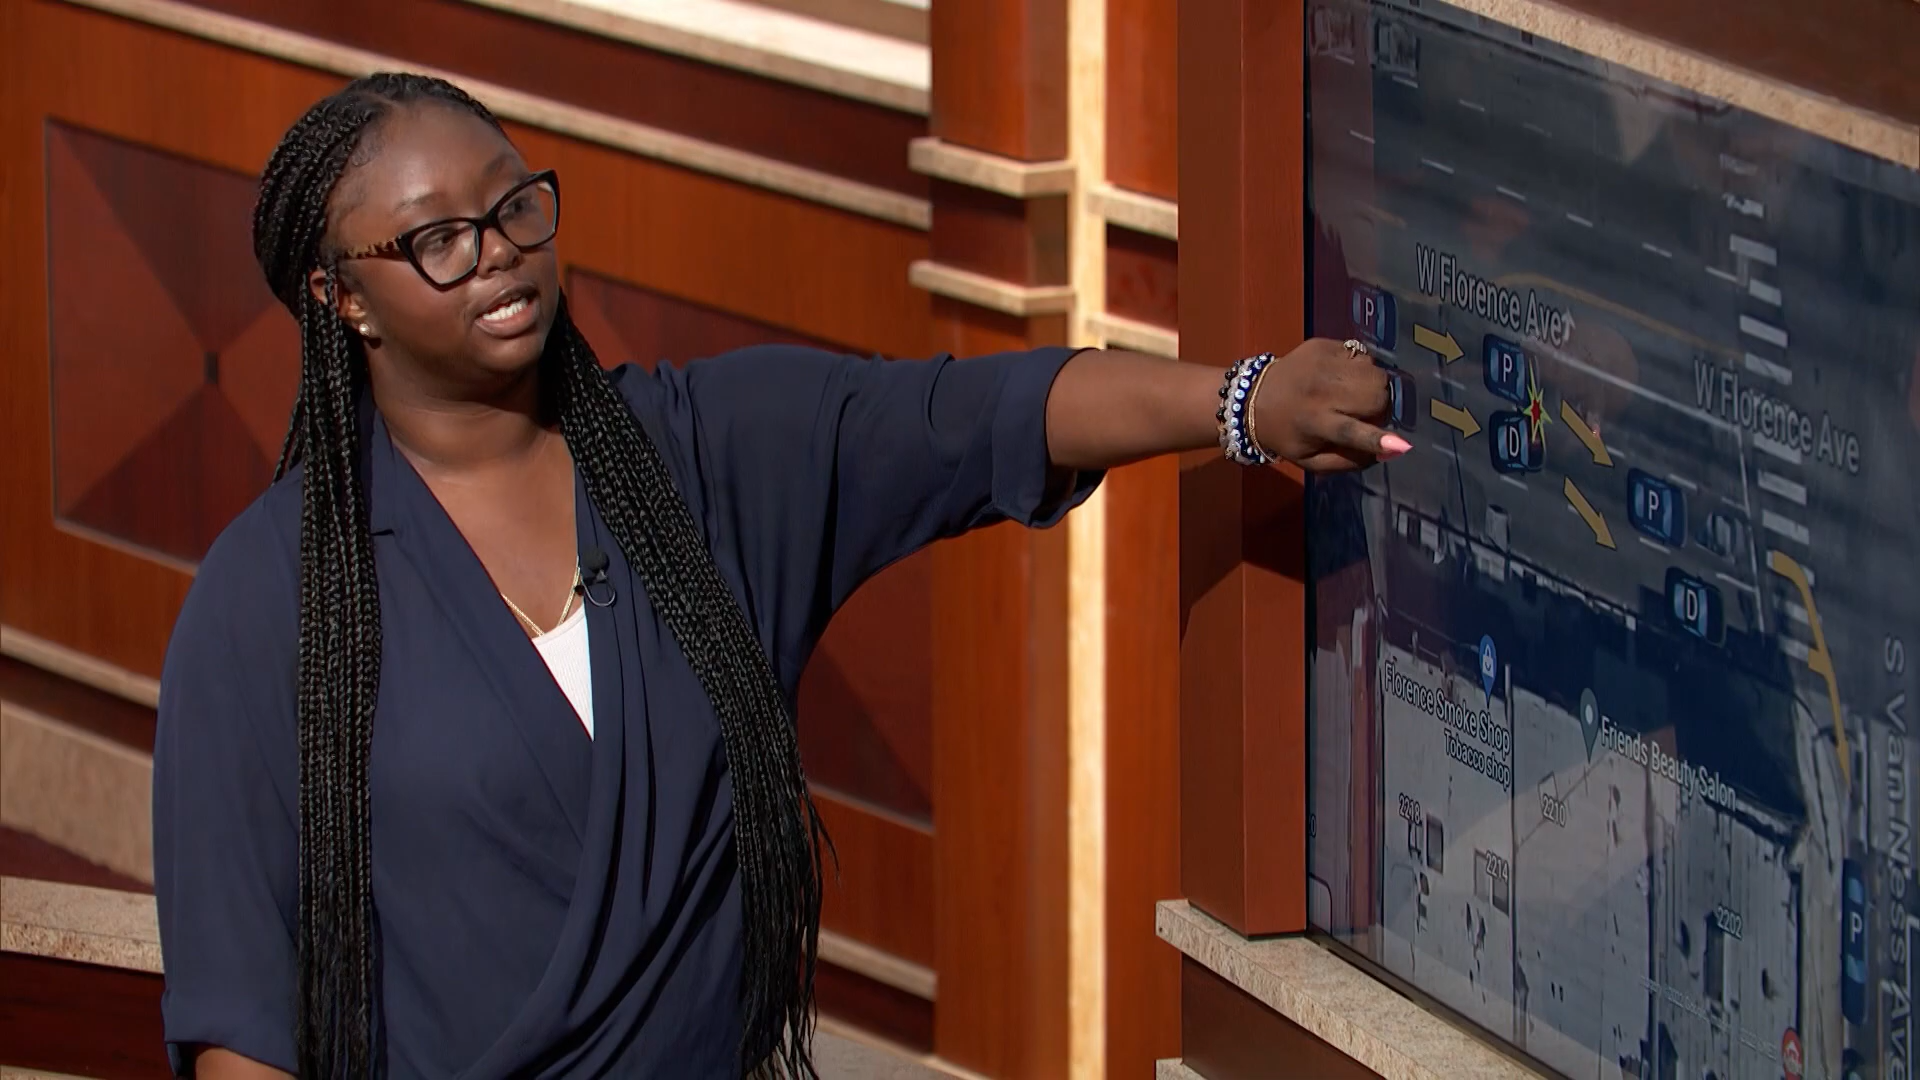 W Florence Ave
W Florence Ave
P
P
D
P
D
Florence Smoke Shop
Tobacco shop
Friends Beauty Salon
2218
2210
2214
2202
S Van Ness Ave
P